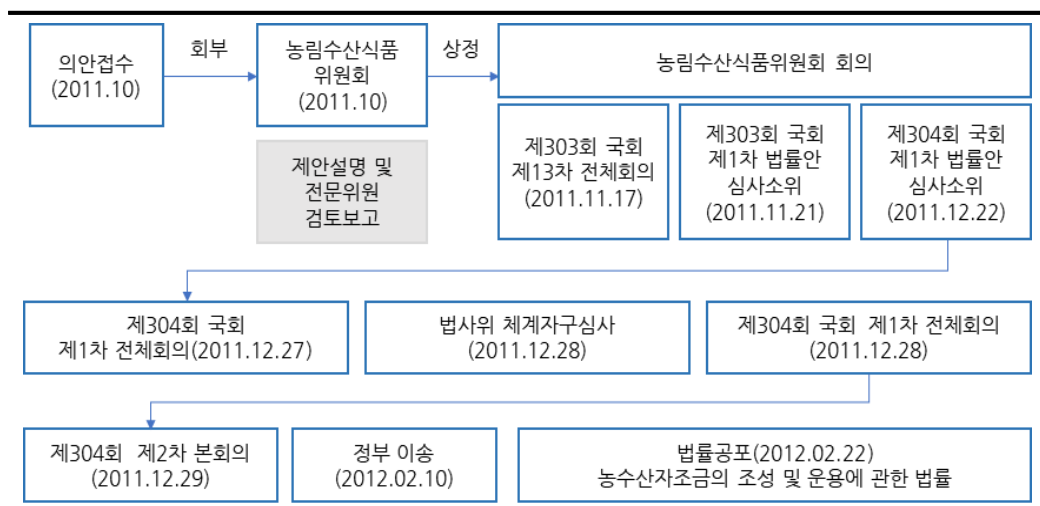 의안접수
(2011.10)
회부
농림수산식품
위원회
(2011.10)
상정
농림수산식품위원회 회의
제안설명 및
전문위원
검토보고
제303회 국회
제13차 전체회의
(2011.11.17)
제303회 국회
제1차 법률안
심사소위
(2011.11.21)
제304회 국회
제1차 법률안
심사소위
(2011.12.22)
제304회 국회
제1차 전체회의(2011.12.27)
법사위 체계자구심사
(2011.12.28)
제304회 국회 제1차 전체회의
(2011.12.28)
제304회 제2차 본회의
(2011.12.29)
정부 이송
(2012.02.10)
법률공포(2012.02.22)
농수산자조금의 조성 및 운용에 관한 법률